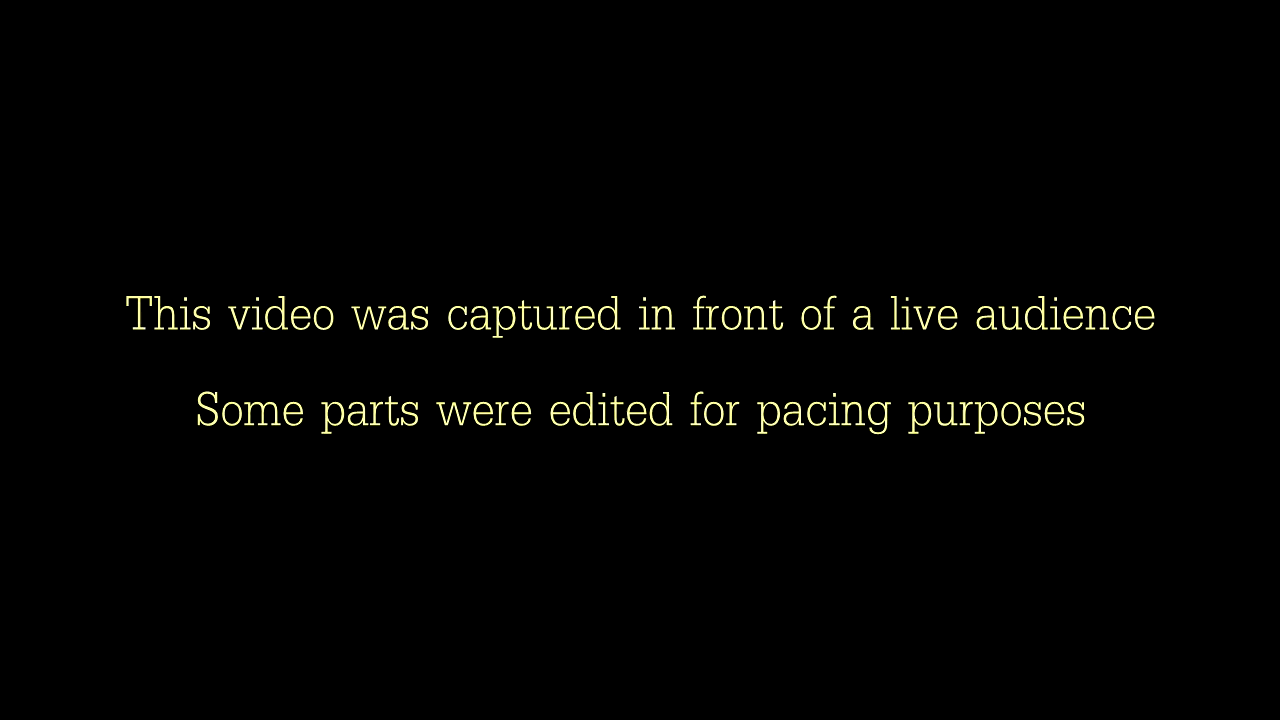 This video was captured in front of a live audience
Some parts were edited for pacing purposes